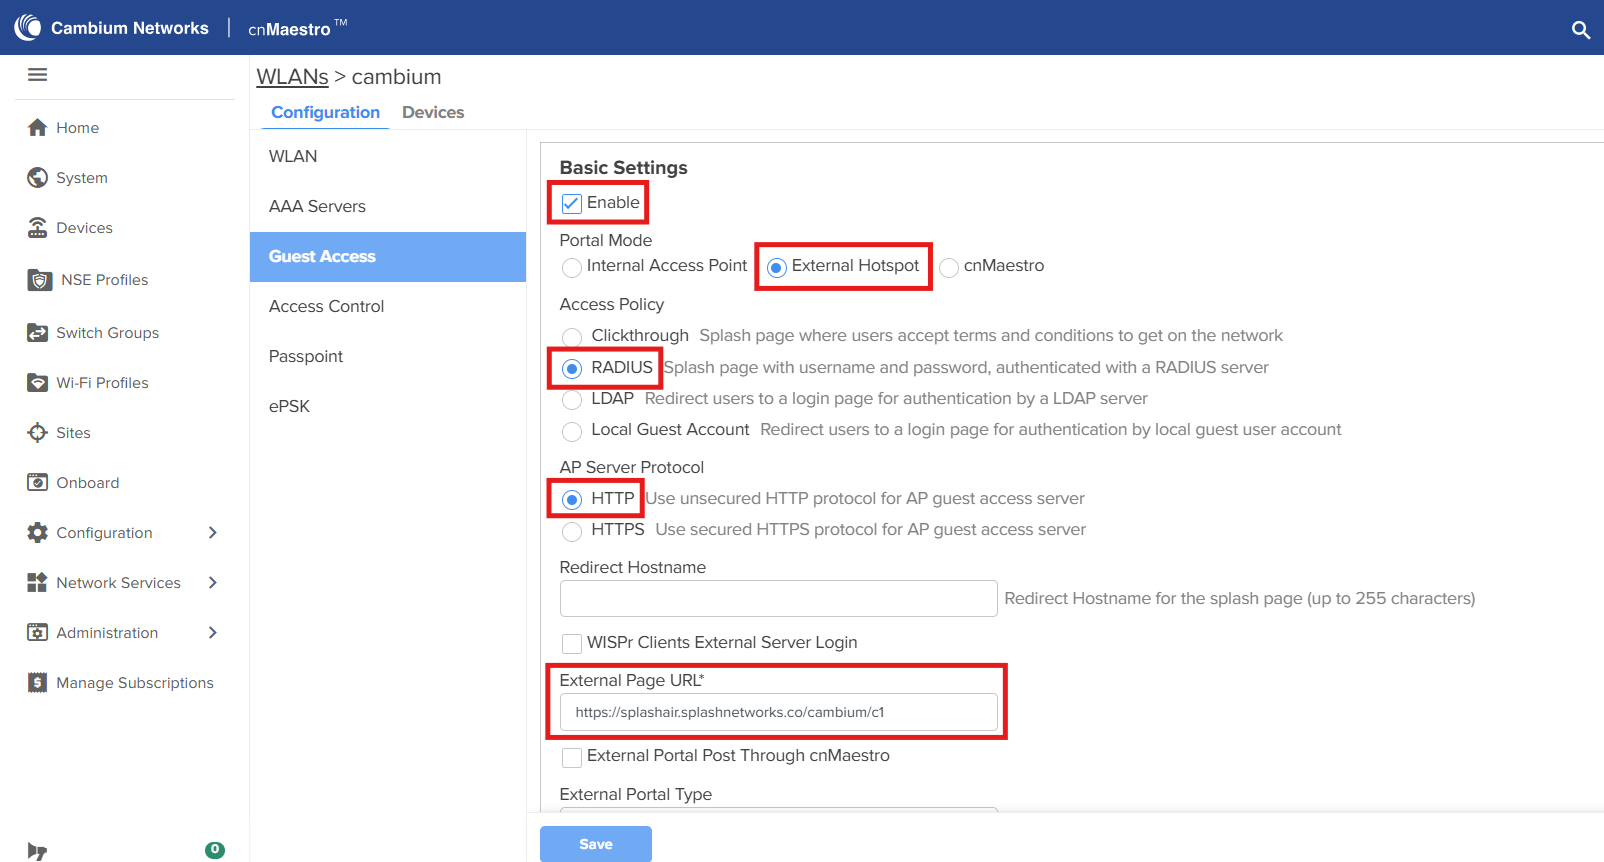 Cambium Networks | cnMaestro™
WLANs > cambium
Configuration Devices
Home
System
Devices
NSE Profiles
Switch Groups
Wi-Fi Profiles
Sites
Onboard
Configuration
Network Services
Administration
Manage Subscriptions
0
WLAN
AAA Servers
Guest Access
Access Control
Passpoint
ePSK
Basic Settings
Enable
Portal Mode
Internal Access Point External Hotspot cnMaestro
Access Policy
Clickthrough Splash page where users accept terms and conditions to get on the network
RADIUS Splash page with username and password, authenticated with a RADIUS server
LDAP Redirect users to a login page for authentication by a LDAP server
Local Guest Account Redirect users to a login page for authentication by local guest user account
AP Server Protocol
HTTP Use unsecured HTTP protocol for AP guest access server
HTTPS Use secured HTTPS protocol for AP guest access server
Redirect Hostname
Redirect Hostname for the splash page (up to 255 characters)
WISPr Clients External Server Login
External Page URL*
https://splashair.splashnetworks.co/cambium/c1
External Portal Post Through cnMaestro
External Portal Type
Save